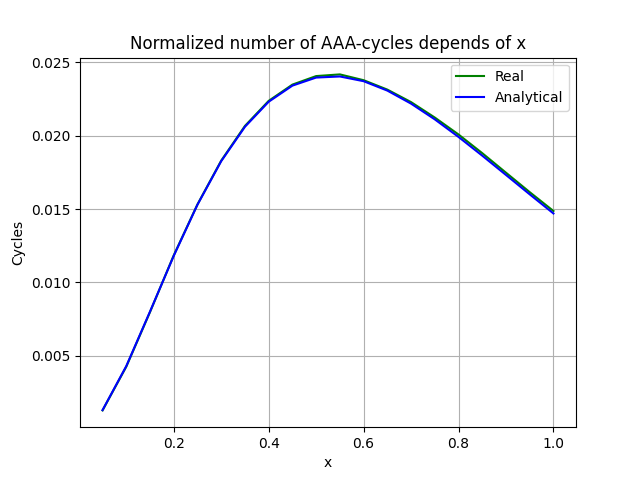 Normalized number of AAA-cycles depends of x
0.025
0.020
0.015
0.010
0.005
Cycles
Real
Analytical
0.2 0.4 0.6 0.8 1.0
x